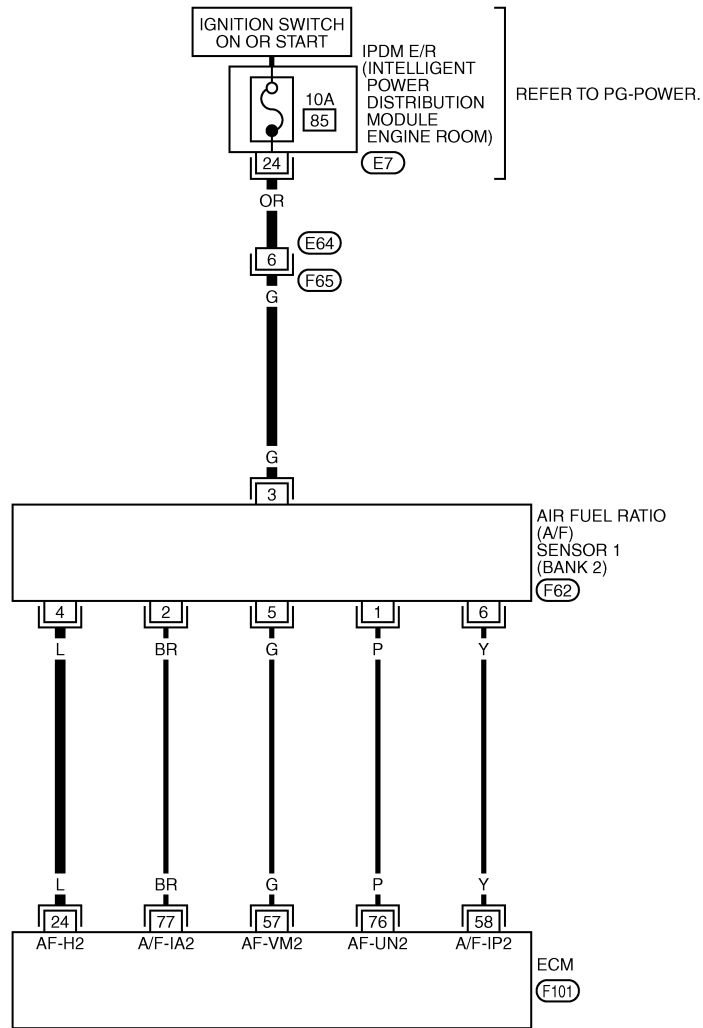 IGNITION SWITCH
ON OR START
IPDM E/R
(INTELLIGENT
POWER
DISTRIBUTION
MODULE
ENGINE ROOM)
REFER TO PG-POWER.
10A
85
24
E7
OR
E64
6
F65
G
G
3
AIR FUEL RATIO
(A/F)
SENSOR 1
(BANK 2)
F62
4 2 5 1 6
L BR G P Y
L BR G P Y
24 77 57 76 58
AF-H2 A/F-IA2 AF-VM2 AF-UN2 A/F-IP2
ECM
F101